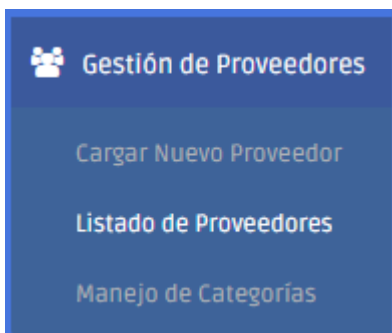 Gestión de Proveedores
Cargar Nuevo Proveedor
Listado de Proveedores
Manejo de Categorías